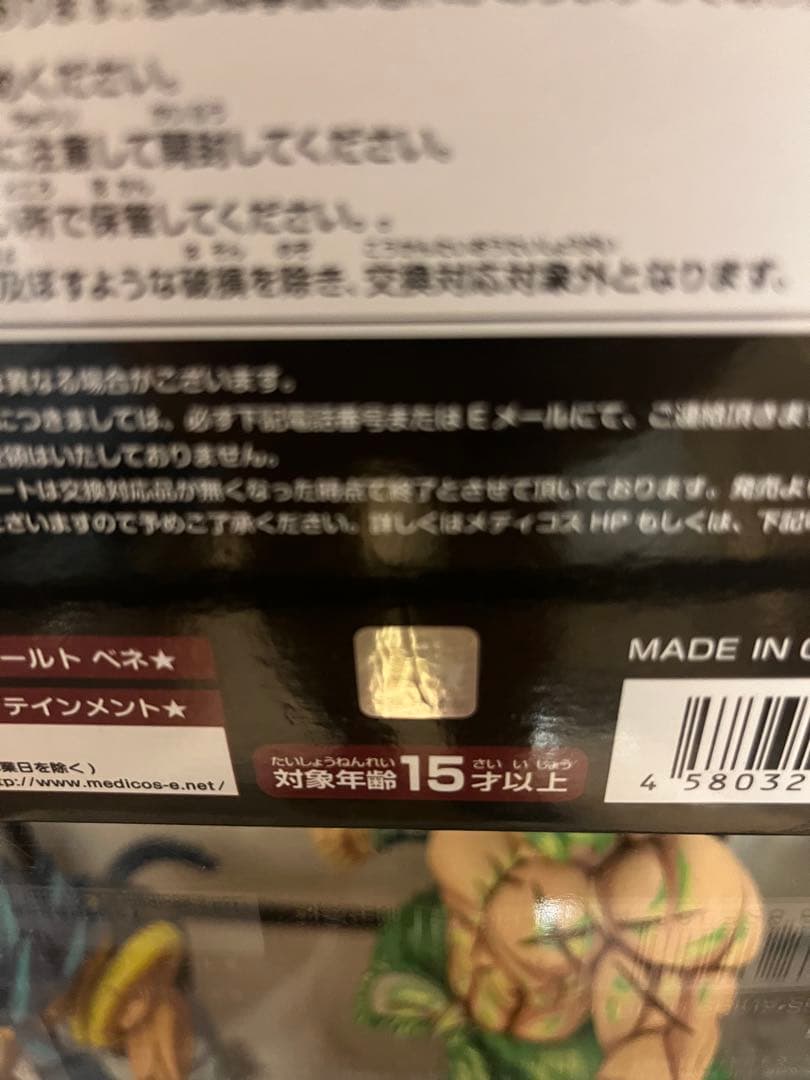 ください。
に注意して開封してください。
所で保管してください。
及ぼすような破損を除き、交換対応対象外となります。
異なる場合がございます。
につきましては、必ず下記電話番号またはEメールにて、ご連絡頂きま
はいたしておりません。
ートは交換対応品が無くなった時点で終了とさせて頂いております。発売よ
ざいますので予めご了承ください。詳しくはメディコスHPもしくは、下記
ールト ベネ★
テインメント★
業日を除く)
p://www.medicos-e.net/
たいしょうねんれい さい いじょう
対象年齢15才以上
MADE IN C
4 58032